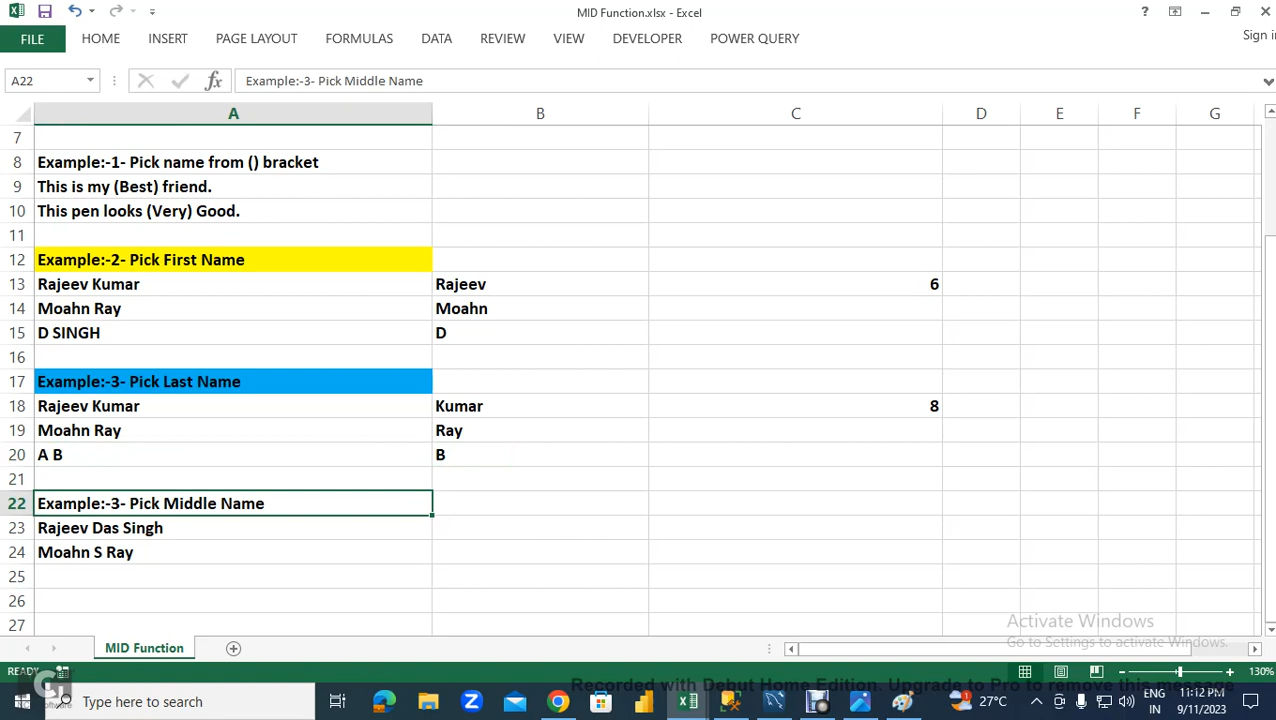 MID Function.xlsx - Excel
?
Sign i
FILE HOME INSERT PAGE LAYOUT FORMULAS DATA REVIEW VIEW DEVELOPER POWER QUERY
A22 fx Example:-3- Pick Middle Name
A B C D E F G
7
8 Example:-1- Pick name from () bracket
9 This is my (Best) friend.
10 This pen looks (Very) Good.
11
12 Example:-2- Pick First Name
13 Rajeev Kumar Rajeev 6
14 Moahn Ray Moahn
15 D SINGH D
16
17 Example:-3- Pick Last Name
18 Rajeev Kumar Kumar 8
19 Moahn Ray Ray
20 A B B
21
22 Example:-3- Pick Middle Name
23 Rajeev Das Singh
24 Moahn S Ray
25
26
27
Activate Windows
Go to Settings to activate Windows.
MID Function
READY 130%
Recorded with Debut Home Edition. Upgrade to Pro to remove this message
Type here to search
27°C
ENG
IN
11:12 PM
9/11/2023